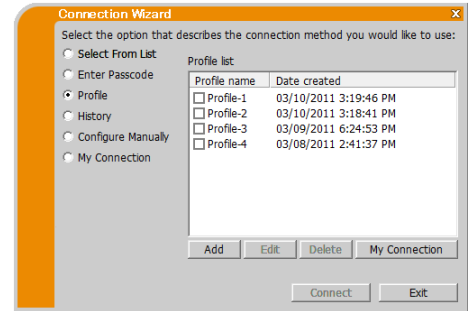 Connection Wizard
Select the option that describes the connection method you would like to use:
Select From List
Enter Passcode
Profile
History
Configure Manually
My Connection
Profile list
Profile name Date created
Profile-1 03/10/2011 3:19:46 PM
Profile-2 03/10/2011 3:18:41 PM
Profile-3 03/09/2011 6:24:53 PM
Profile-4 03/08/2011 2:41:37 PM
Add Edit Delete My Connection
Connect Exit